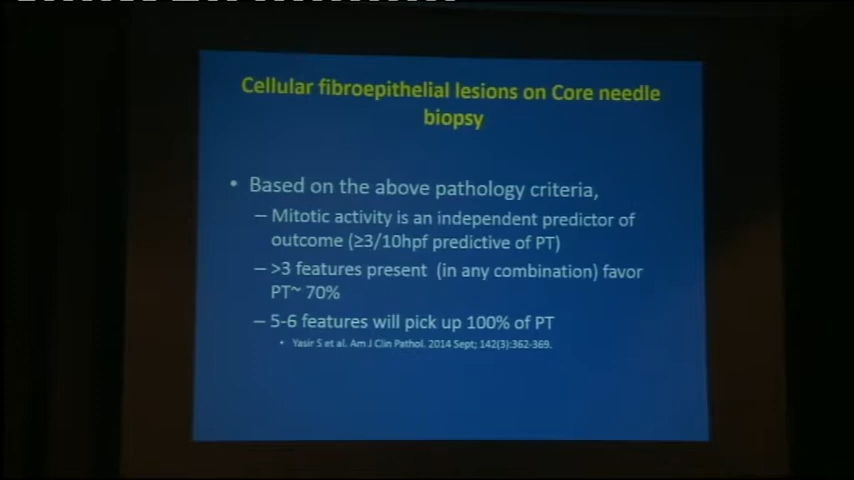 Cellular fibroepithelial lesions on Core needle
biopsy
• Based on the above pathology criteria,
– Mitotic activity is an independent predictor of
outcome (≥3/10hpf predictive of PT)
– >3 features present (in any combination) favor
PT~ 70%
– 5-6 features will pick up 100% of PT
• Yasir S et al. Am J Clin Pathol. 2014 Sept; 142(3):362-369.